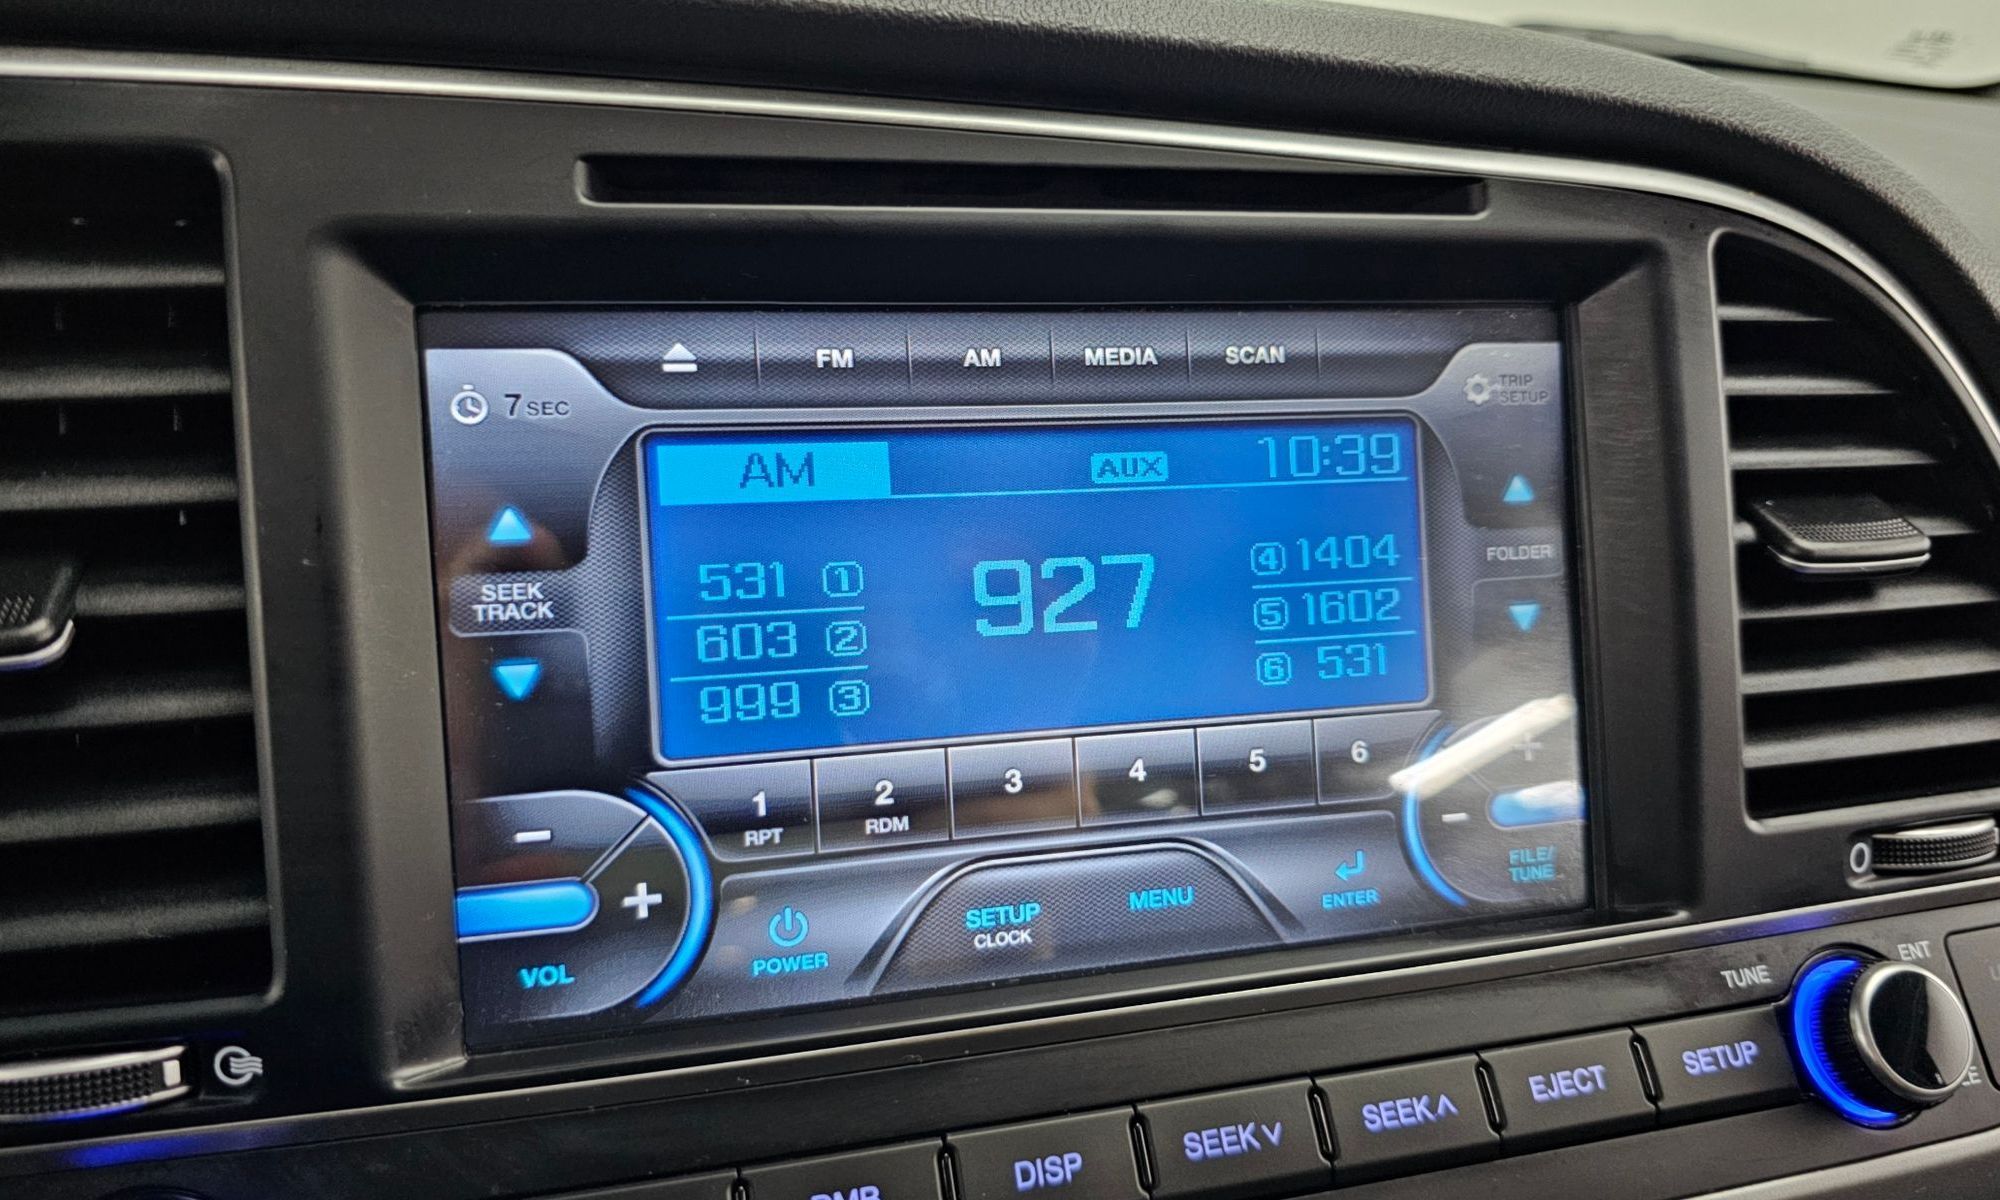 FM AM MEDIA SCAN
7 SEC
TRIP
SETUP
AM AUX 10:39
SEEK
TRACK
531 1
603 2
999 3
927
4 1404
5 1602
6 531
FOLDER
1 2 3 4 5 6
RPT RDM
- +
VOL
POWER
SETUP
CLOCK
MENU
ENTER
- +
FILE/
TUNE
0
TUNE ENT
DISP SEEK∨ SEEK∧ EJECT SETUP